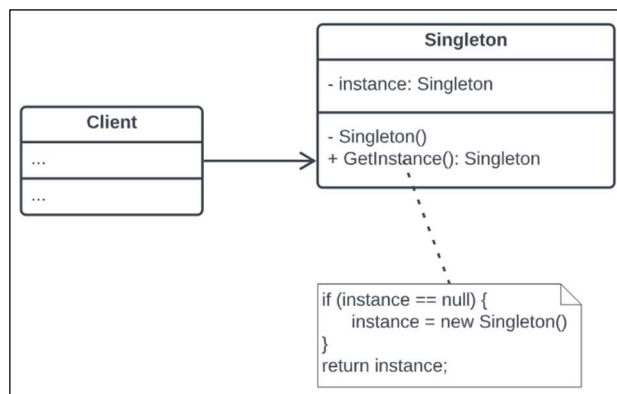 Client
...
...
Singleton
- instance: Singleton
- Singleton()
+ GetInstance(): Singleton
if (instance == null) {
instance = new Singleton()
}
return instance;